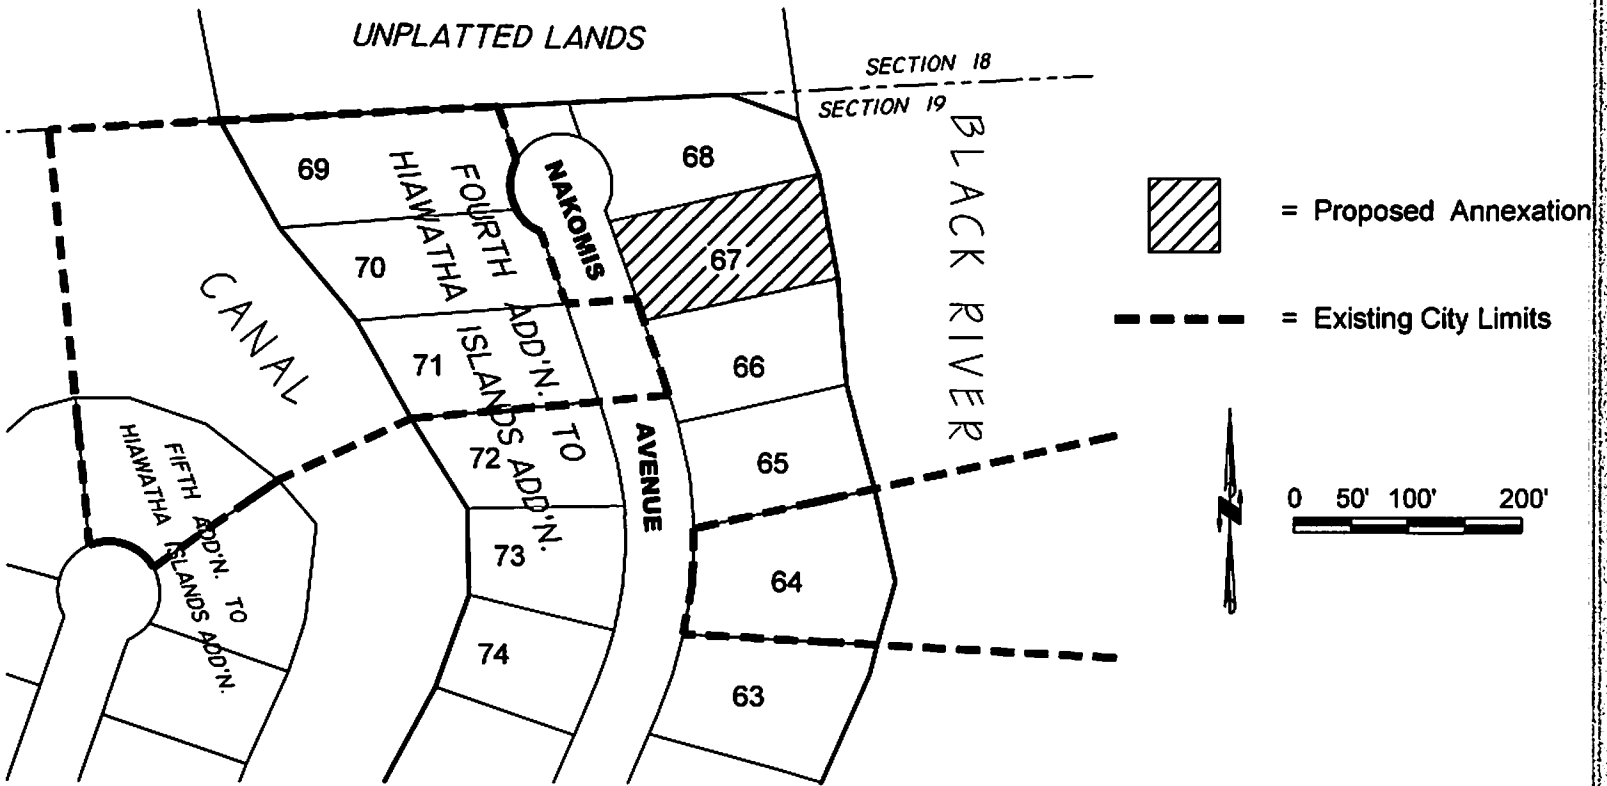 UNPLATTED LANDS
SECTION 18
SECTION 19
BLACK RIVER
69
68
NAKOMIS
FOURTH ADD'N. TO
HIAWATHA ISLANDS ADD'N.
70
67
= Proposed Annexation
CANAL
71
66
= Existing City Limits
72
65
AVENUE
FIFTH ADD'N. TO
HIAWATHA ISLANDS ADD'N.
N
0 50' 100' 200'
73
64
74
63